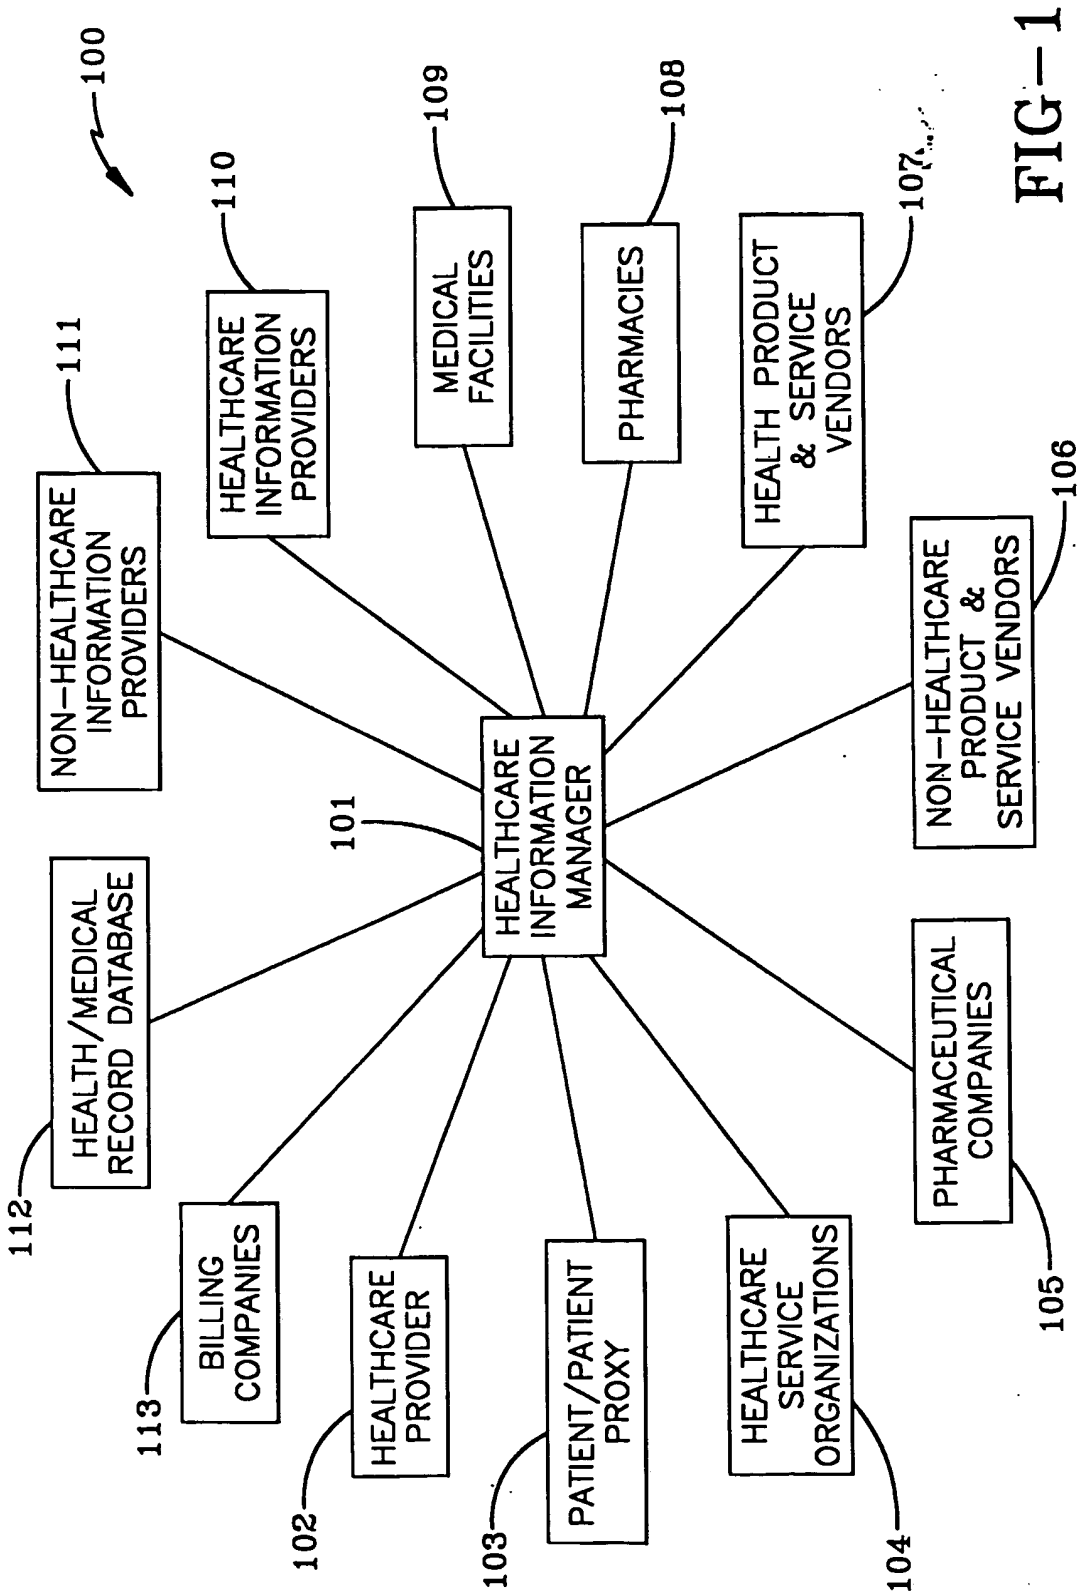 100
111
NON-HEALTHCARE
INFORMATION
PROVIDERS
110
HEALTHCARE
INFORMATION
PROVIDERS
109
MEDICAL
FACILITIES
108
PHARMACIES
107
HEALTH PRODUCT
& SERVICE
VENDORS
106
NON-HEALTHCARE
PRODUCT &
SERVICE VENDORS
105
PHARMACEUTICAL
COMPANIES
104
HEALTHCARE
SERVICE
ORGANIZATIONS
103
PATIENT/PATIENT
PROXY
102
HEALTHCARE
PROVIDER
113
BILLING
COMPANIES
112
HEALTH/MEDICAL
RECORD DATABASE
101
HEALTHCARE
INFORMATION
MANAGER
FIG-1